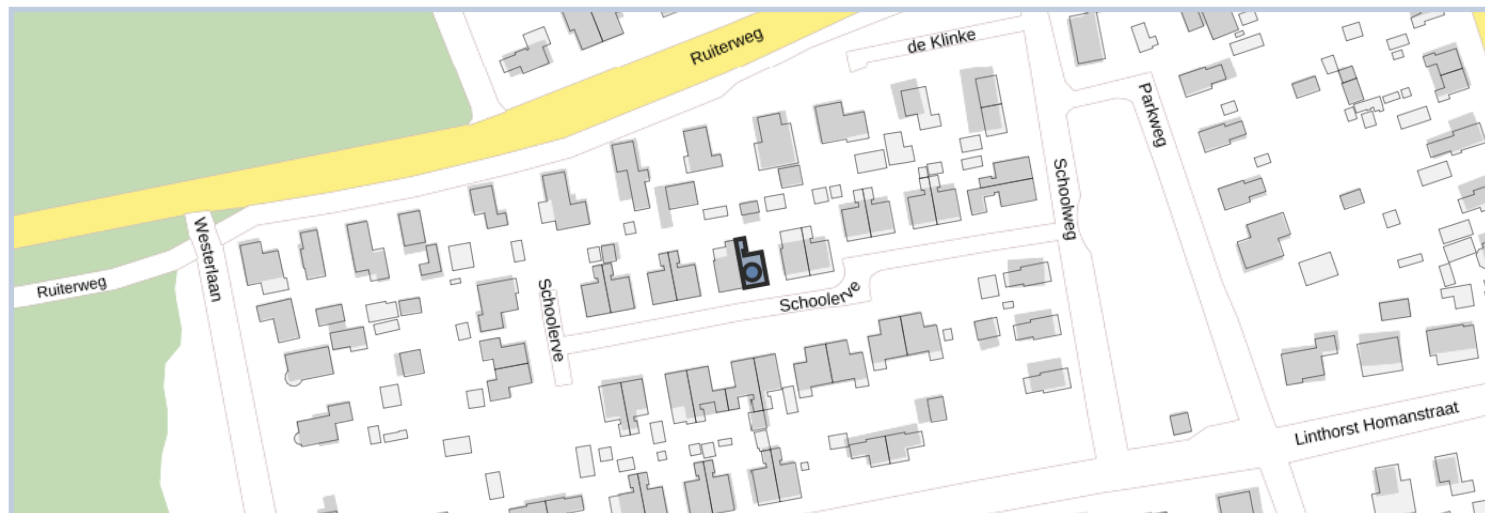 Ruiterweg
de Klinke
Parkweg
Schoolweg
Westerlaan
Ruiterweg
Schoolerve
Schoolerve
Linthorst Homanstraat